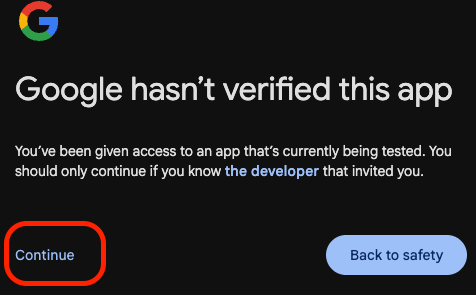 Google hasn’t verified this app
You’ve been given access to an app that’s currently being tested. You
should only continue if you know the developer that invited you.
Continue
Back to safety